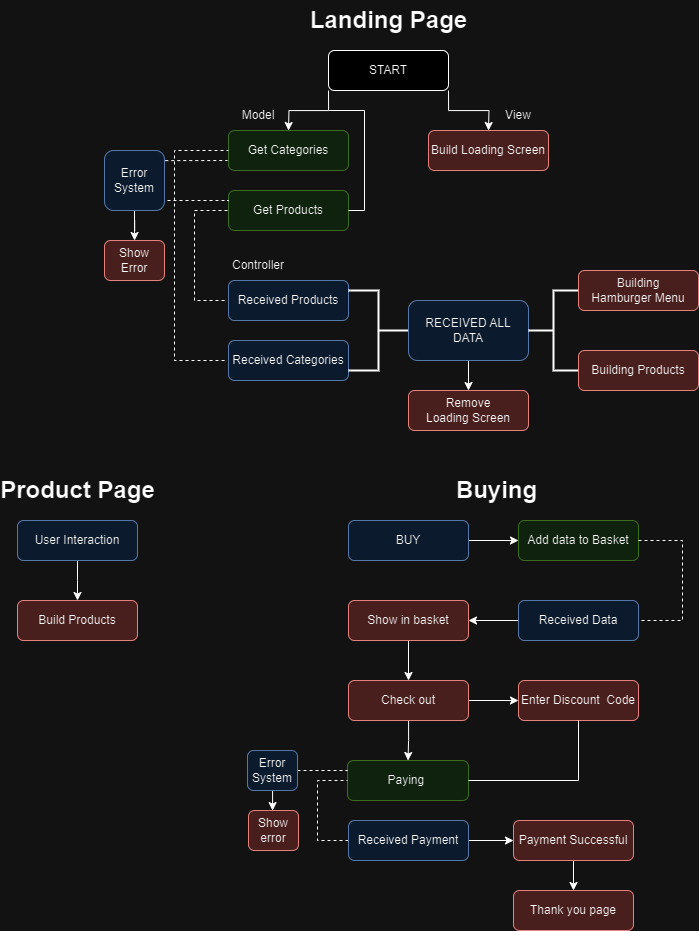 Landing Page
START
Model
View
Get Categories
Build Loading Screen
Error
System
Get Products
Show
Error
Controller
Received Products
Building
Hamburger Menu
RECEIVED ALL
DATA
Received Categories
Building Products
Remove
Loading Screen
Product Page
Buying
User Interaction
BUY
Add data to Basket
Build Products
Show in basket
Received Data
Check out
Enter Discount  Code
Error
System
Paying
Show
error
Received Payment
Payment Successful
Thank you page